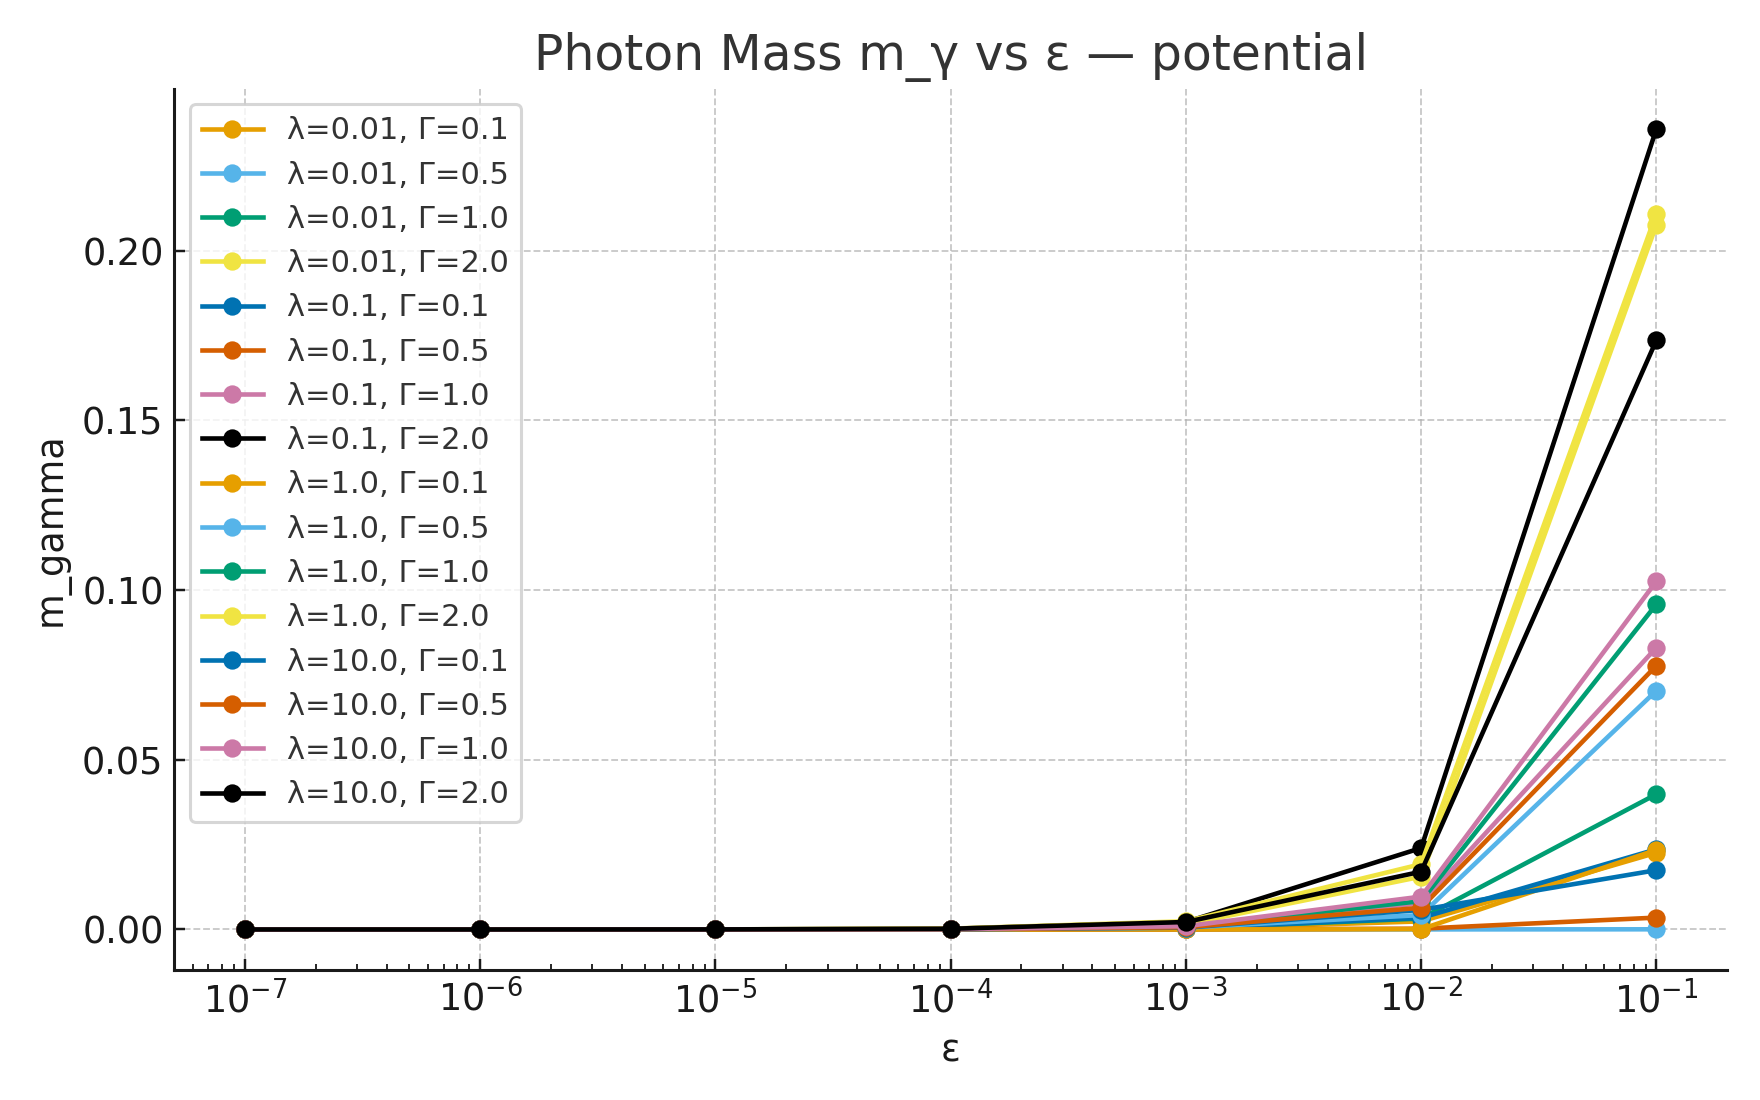 Photon Mass m_γ vs ε — potential
λ=0.01, Γ=0.1
λ=0.01, Γ=0.5
λ=0.01, Γ=1.0
λ=0.01, Γ=2.0
λ=0.1, Γ=0.1
λ=0.1, Γ=0.5
λ=0.1, Γ=1.0
λ=0.1, Γ=2.0
λ=1.0, Γ=0.1
λ=1.0, Γ=0.5
λ=1.0, Γ=1.0
λ=1.0, Γ=2.0
λ=10.0, Γ=0.1
λ=10.0, Γ=0.5
λ=10.0, Γ=1.0
λ=10.0, Γ=2.0
m_gamma
0.20
0.15
0.10
0.05
0.00
10⁻⁷ 10⁻⁶ 10⁻⁵ 10⁻⁴ 10⁻³ 10⁻² 10⁻¹
ε